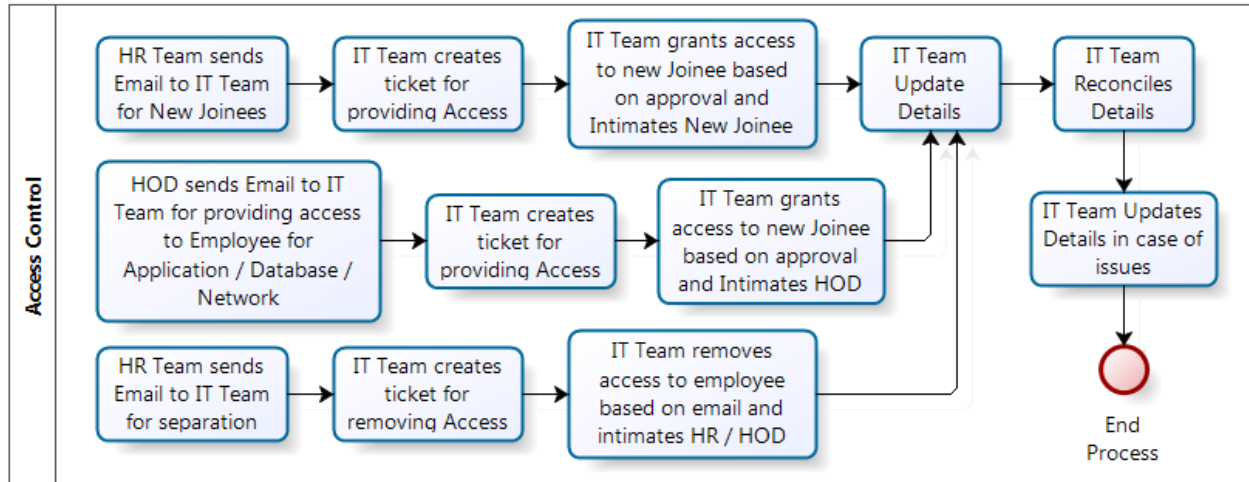 Access Control
HR Team sends
Email to IT Team
for New Joinees
IT Team creates
ticket for
providing Access
IT Team grants access
to new Joinee based
on approval and
Intimates New Joinee
IT Team
Update
Details
IT Team
Reconciles
Details
HOD sends Email to IT
Team for providing access
to Employee for
Application / Database /
Network
IT Team creates
ticket for
providing Access
IT Team grants
access to new Joinee
based on approval
and Intimates HOD
IT Team Updates
Details in case of
issues
HR Team sends
Email to IT Team
for separation
IT Team creates
ticket for
removing Access
IT Team removes
access to employee
based on email and
intimates HR / HOD
End
Process